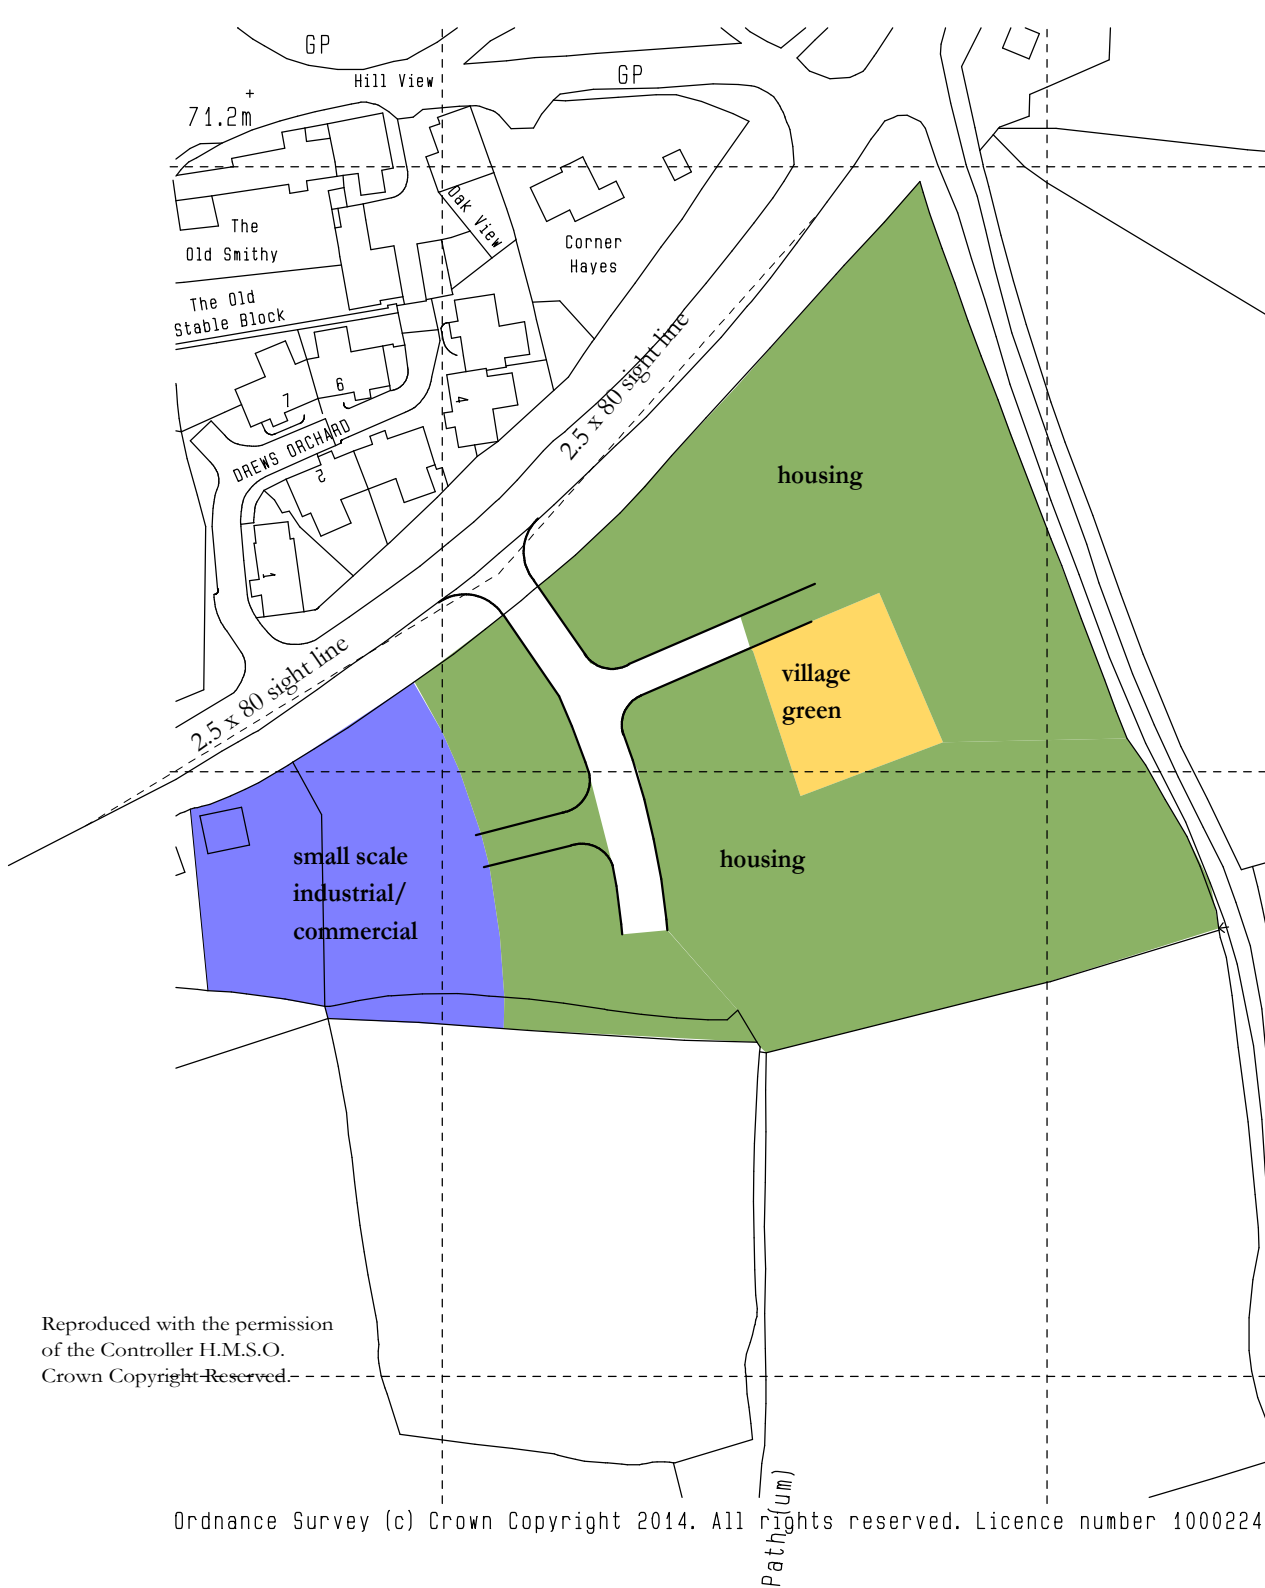 GP
Hill View
GP
71.2m
The
Old Smithy
Oak View
Corner
Hayes
The Old
Stable Block
7
6
4
DREWS ORCHARD
2
1
2.5 x 80 sight line
housing
2.5 x 80 sight line
village
green
small scale
industrial/
commercial
housing
Reproduced with the permission
of the Controller H.M.S.O.
Crown Copyright Reserved.
Path (um)
Ordnance Survey (c) Crown Copyright 2014. All rights reserved. Licence number 1000224